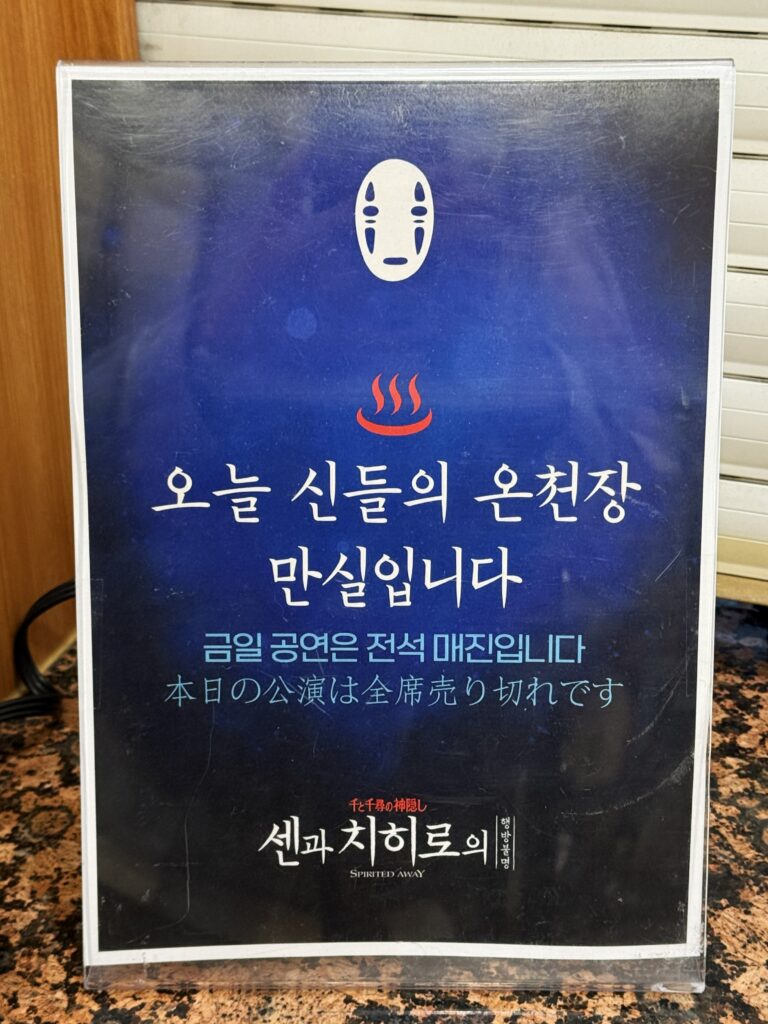 오늘 신들의 온천장
만실입니다
금일 공연은 전석 매진입니다
本日の公演は全席売り切れです
千と千尋の神隠し
센과 치히로의
행방불명
SPIRITED AWAY